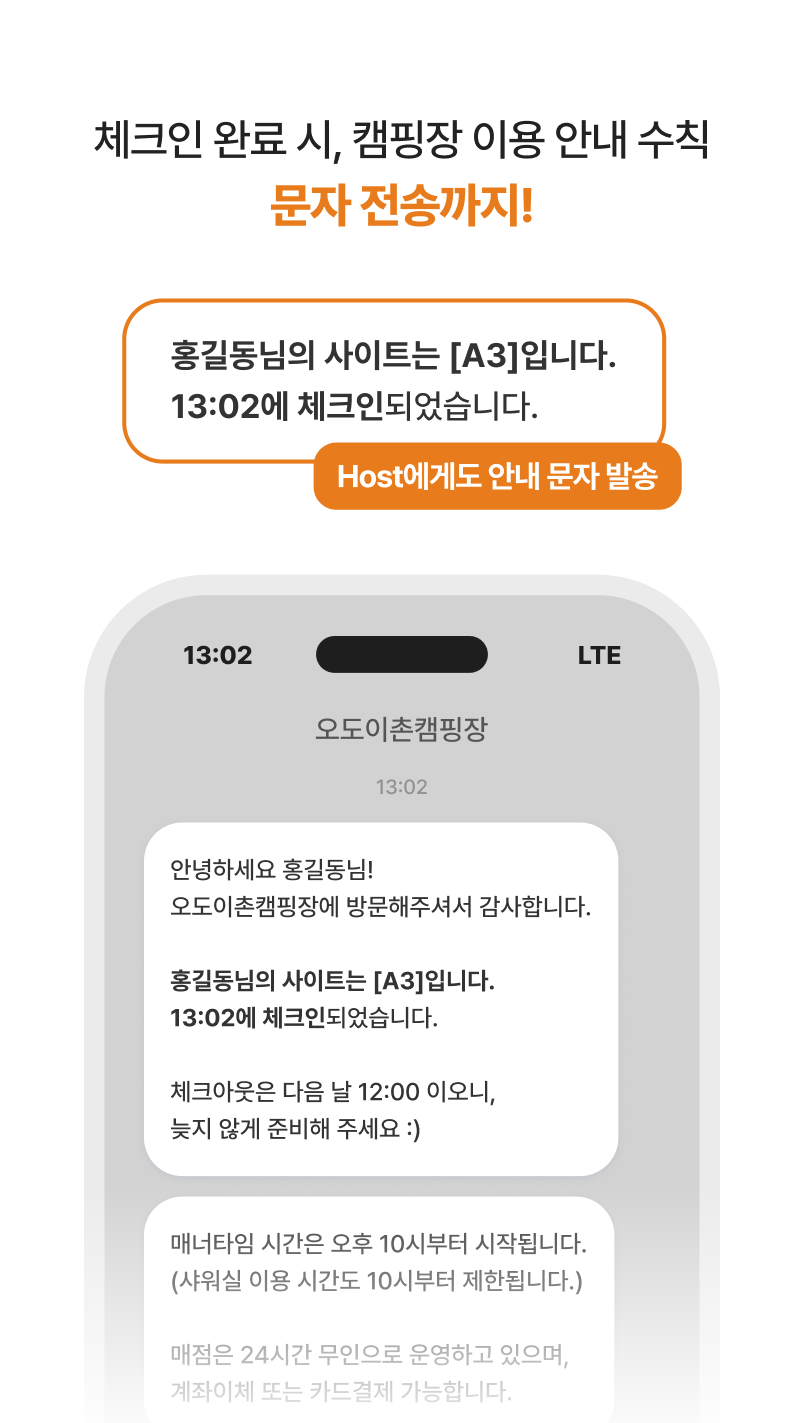 체크인 완료 시, 캠핑장 이용 안내 수칙
문자 전송까지!
홍길동님의 사이트는 [A3]입니다.
13:02에 체크인되었습니다.
Host에게도 안내 문자 발송
13:02 LTE
오도이촌캠핑장
13:02
안녕하세요 홍길동님!
오도이촌캠핑장에 방문해주셔서 감사합니다.
홍길동님의 사이트는 [A3]입니다.
13:02에 체크인되었습니다.
체크아웃은 다음 날 12:00 이오니,
늦지 않게 준비해 주세요 :)
매너타임 시간은 오후 10시부터 시작됩니다.
(샤워실 이용 시간도 10시부터 제한됩니다.)
매점은 24시간 무인으로 운영하고 있으며,
계좌이체 또는 카드결제 가능합니다.